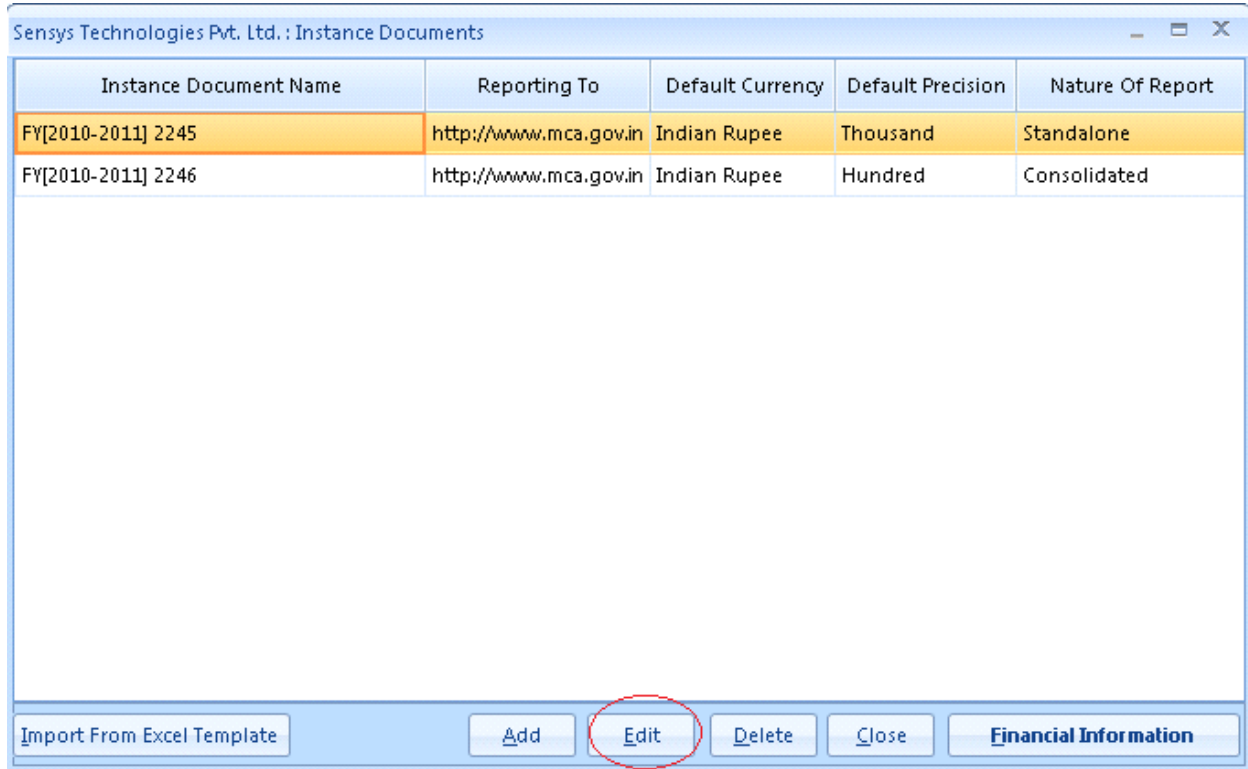 Sensys Technologies Pvt. Ltd. : Instance Documents
Instance Document Name Reporting To Default Currency Default Precision Nature Of Report
FY[2010-2011] 2245 http://www.mca.gov.in Indian Rupee Thousand Standalone
FY[2010-2011] 2246 http://www.mca.gov.in Indian Rupee Hundred Consolidated
Import From Excel Template Add Edit Delete Close Financial Information